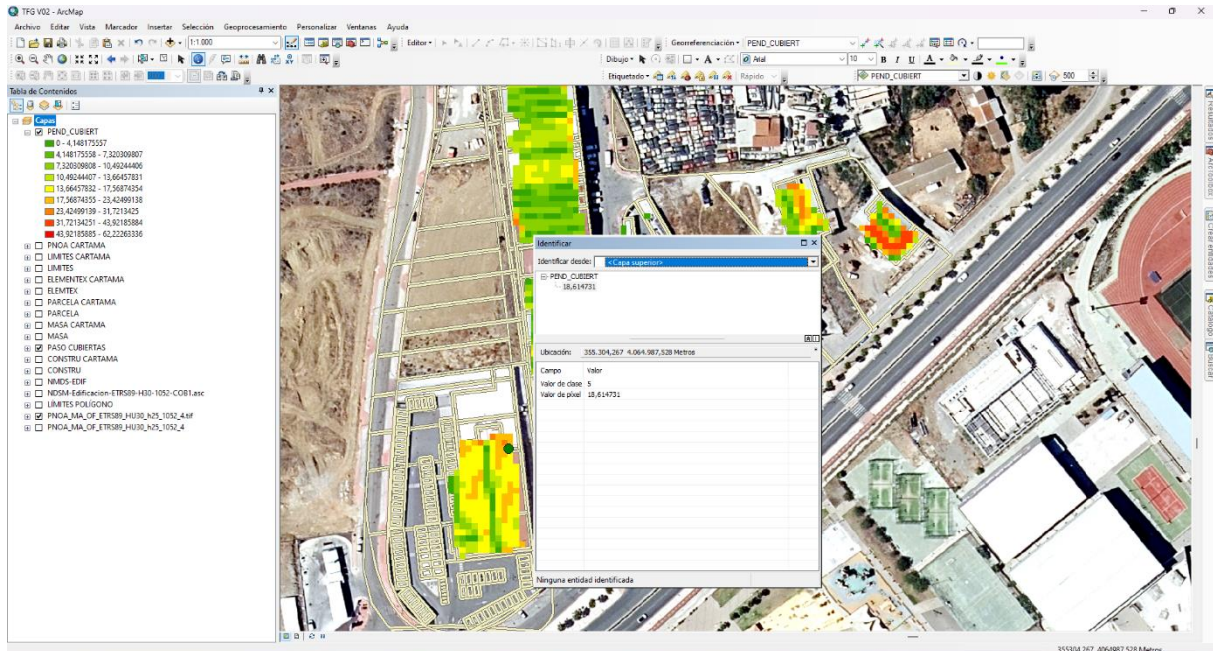 TFG V02 - ArcMap
Archivo Editar Vista Marcador Insertar Selección Geoprocesamiento Personalizar Ventanas Ayuda
1:1.000
Editor
Georreferenciación
PEND_CUBIERT
Dibujo
A
Arial
10
B I U A
Etiquetado
Rápido
PEND_CUBIERT
500
Tabla de Contenidos
Capas
PEND_CUBIERT
0 - 4,148175557
4,148175558 - 7,320309807
7,320309808 - 10,49244406
10,49244407 - 13,66457831
13,66457832 - 17,56874354
17,56874355 - 23,42499138
23,42499139 - 31,7213425
31,72134251 - 43,92185884
43,92185885 - 62,22263336
PNOA CARTAMA
LIMITES CARTAMA
LIMITES
ELEMENTEX CARTAMA
ELEMTEX
PARCELA CARTAMA
PARCELA
MASA CARTAMA
MASA
PASO CUBIERTAS
CONSTRU CARTAMA
CONSTRU
NMDS-EDIF
NDSM-Edificacion-ETRS89-H30-1052-COB1.asc
LÍMITES POLÍGONO
PNOA_MA_OF_ETRS89_HU30_h25_1052_4.tif
PNOA_MA_OF_ETRS89_HU30_h25_1052_4
Identificar
Identificar desde: <Capa superior>
PEND_CUBIERT
18,614731
Ubicación: 355.304,267 4.064.987,528 Metros
Campo Valor
Valor de clase 5
Valor de píxel 18,614731
Ninguna entidad identificada
Resultados
ArcToolbox
Crear entidades
Catálogo
Buscar
355304,267 4064987,528 Metros